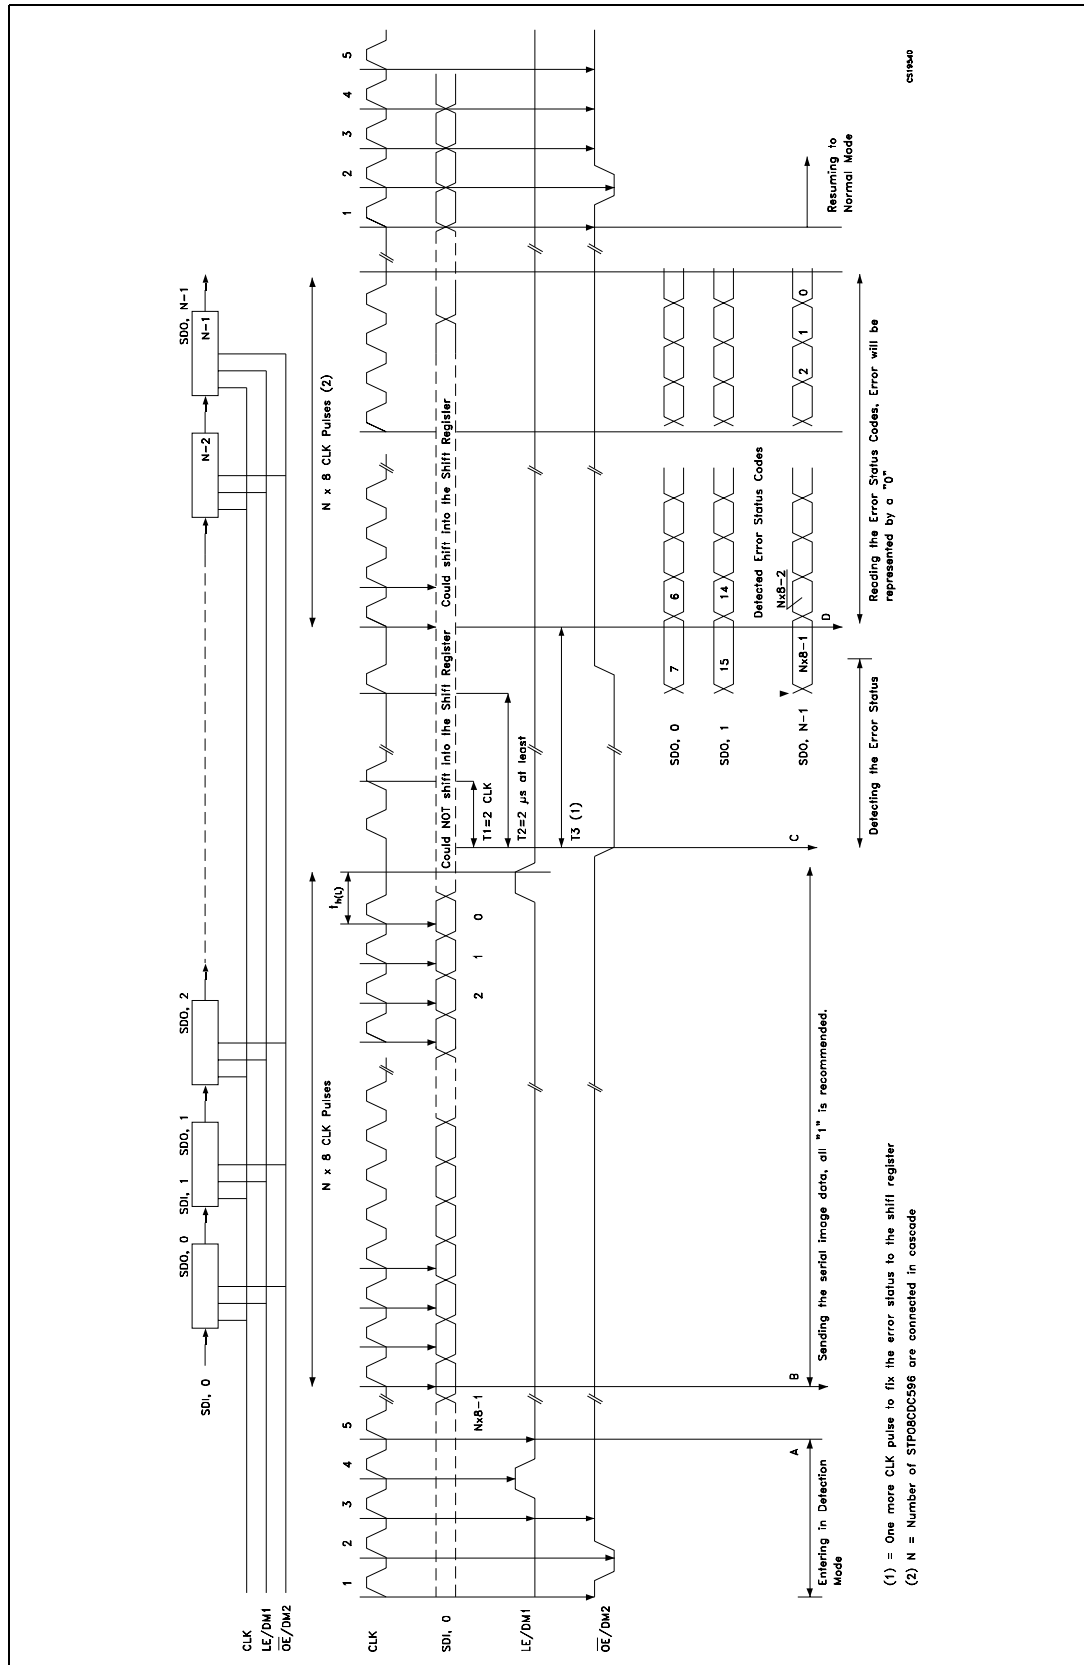 SDI, 0
SDO, 0
SDI, 1
SDO, 1
SDO, 2
N-2
N-1
SDO, N-1
CLK
LE/DM1
OE/DM2
N x 8 CLK Pulses
N x 8 CLK Pulses (2)
th(L)
1 2 3 4 5
1 2 3 4 5
CLK
SDI, 0
Nx8-1
2 1 0
Could NOT shift into the Shift Register
Could shift into the Shift Register
T1=2 CLK
T2=2 µs at least
T3 (1)
LE/DM1
OE/DM2
SDO, 0
7 6
SDO, 1
15 14
Detected Error Status Codes
Nx8-2
SDO, N-1
Nx8-1
2 1 0
A
B
C
D
Entering in Detection
Mode
Sending the serial image data, all "1" is recommended.
Detecting the Error Status
Reading the Error Status Codes, Error will be
represented by a "0"
Resuming to
Normal Mode
(1) = One more CLK pulse to fix the error status to the shift register
(2) N = Number of STP08CDC596 are connected in cascade
CS19340